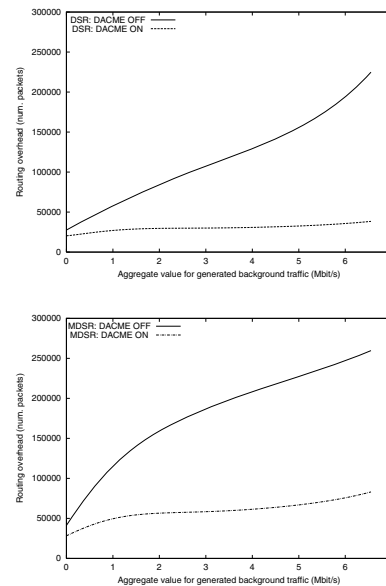 300000
DSR: DACME OFF
DSR: DACME ON
250000
200000
150000
100000
50000
0
Routing overhead (num. packets)
0 1 2 3 4 5 6
Aggregate value for generated background traffic (Mbit/s)
300000
MDSR: DACME OFF
MDSR: DACME ON
250000
200000
150000
100000
50000
0
Routing overhead (num. packets)
0 1 2 3 4 5 6
Aggregate value for generated background traffic (Mbit/s)